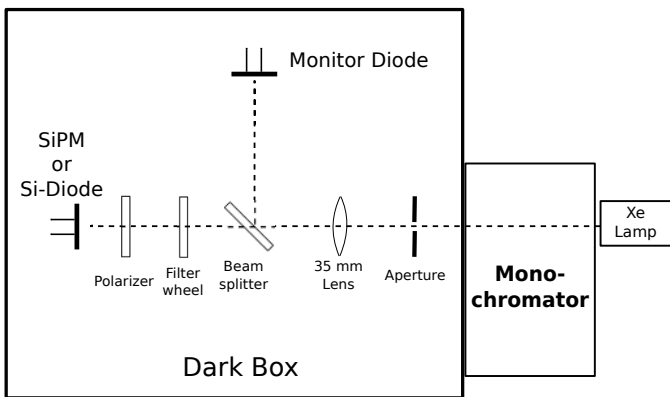 Monitor Diode
SiPM
or
Si-Diode
Xe
Lamp
Polarizer
Filter
wheel
Beam
splitter
35 mm
Lens
Aperture
Mono-
chromator
Dark Box